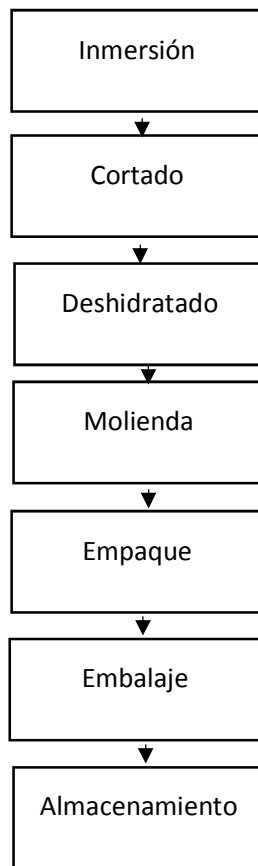 Inmersión
Cortado
Deshidratado
Molienda
Empaque
Embalaje
Almacenamiento